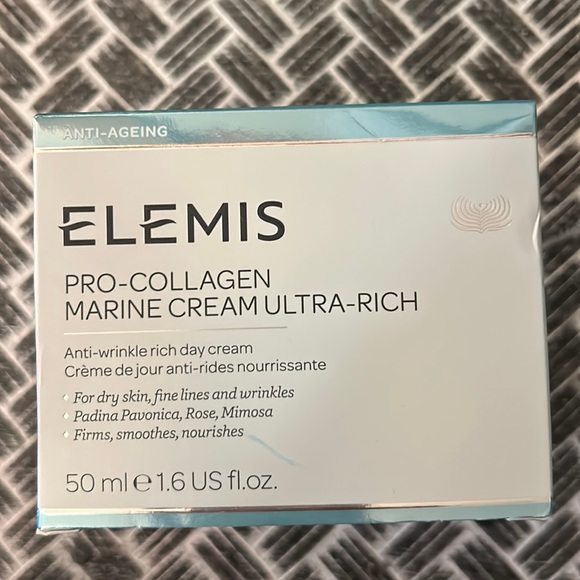 ANTI-AGEING
ELEMIS
PRO-COLLAGEN
MARINE CREAM ULTRA-RICH
Anti-wrinkle rich day cream
Crème de jour anti-rides nourrissante
• For dry skin, fine lines and wrinkles
• Padina Pavonica, Rose, Mimosa
• Firms, smoothes, nourishes
50 ml e 1.6 US fl.oz.